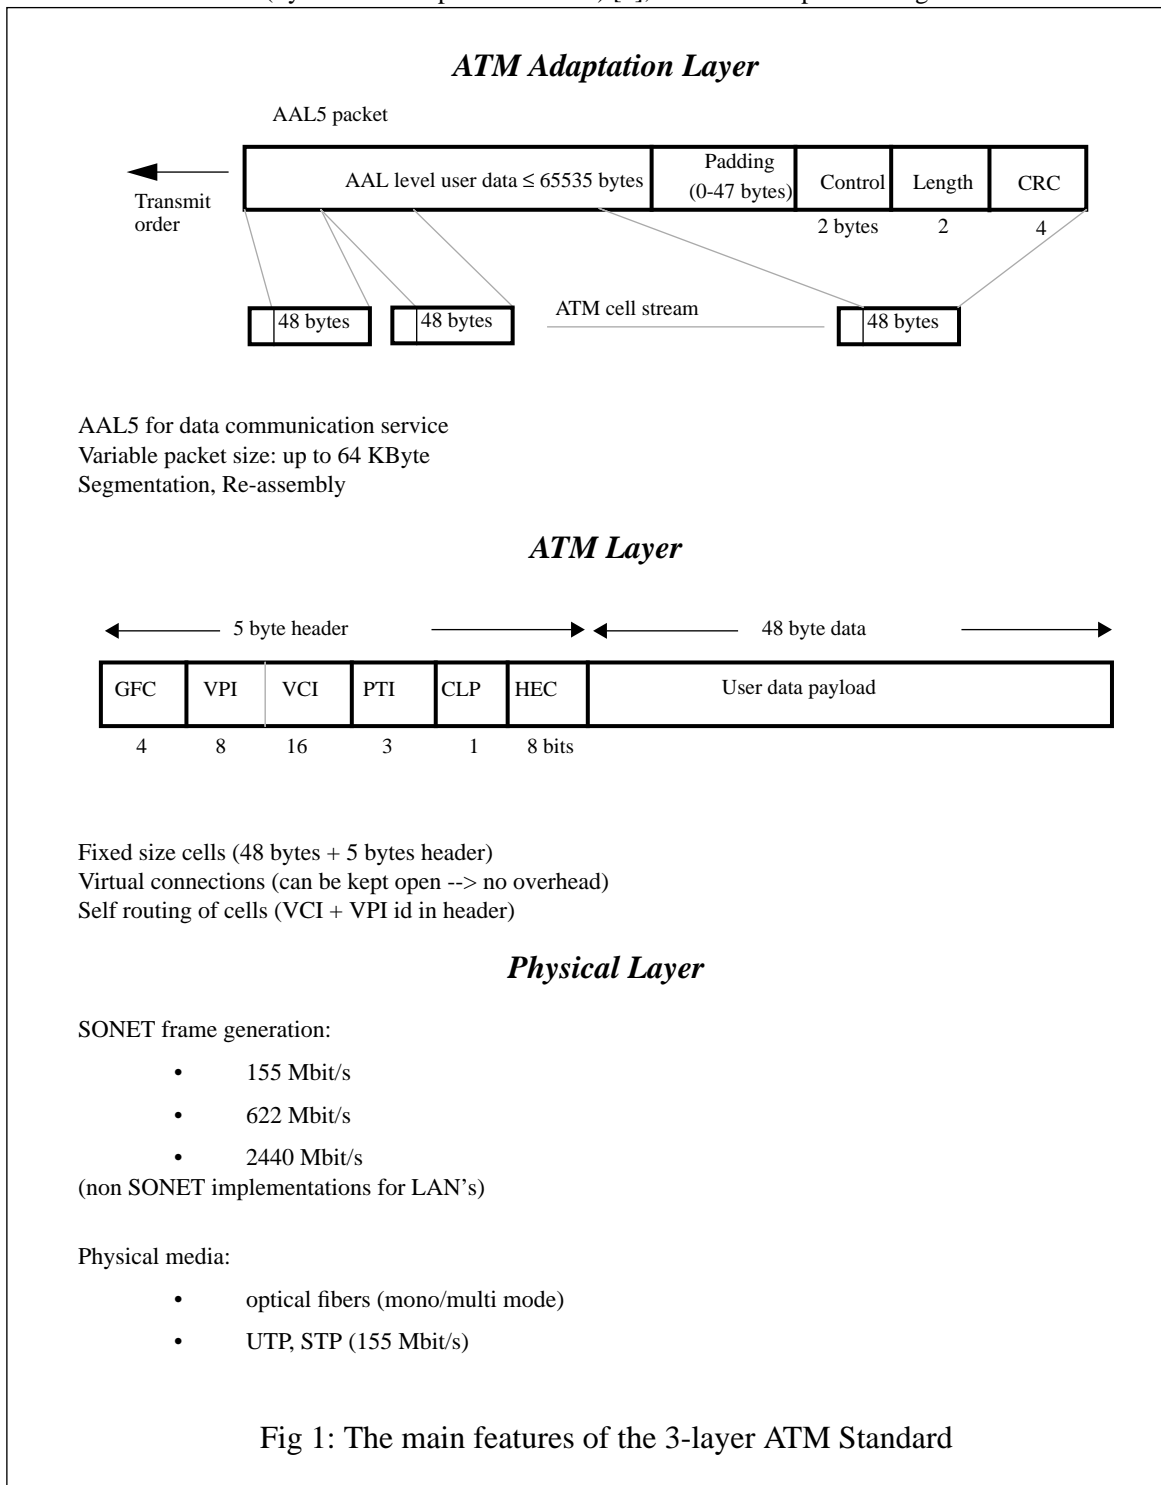 ATM Adaptation Layer
AAL5 packet
Transmit
order
AAL level user data ≤ 65535 bytes
Padding
(0-47 bytes)
Control
Length
CRC
2 bytes
2
4
48 bytes
48 bytes
ATM cell stream
48 bytes
AAL5 for data communication service
Variable packet size: up to 64 KByte
Segmentation, Re-assembly
ATM Layer
5 byte header
48 byte data
GFC VPI VCI PTI CLP HEC User data payload
4 8 16 3 1 8 bits
Fixed size cells (48 bytes + 5 bytes header)
Virtual connections (can be kept open --> no overhead)
Self routing of cells (VCI + VPI id in header)
Physical Layer
SONET frame generation:
• 155 Mbit/s
• 622 Mbit/s
• 2440 Mbit/s
(non SONET implementations for LAN's)
Physical media:
• optical fibers (mono/multi mode)
• UTP, STP (155 Mbit/s)
Fig 1: The main features of the 3-layer ATM Standard